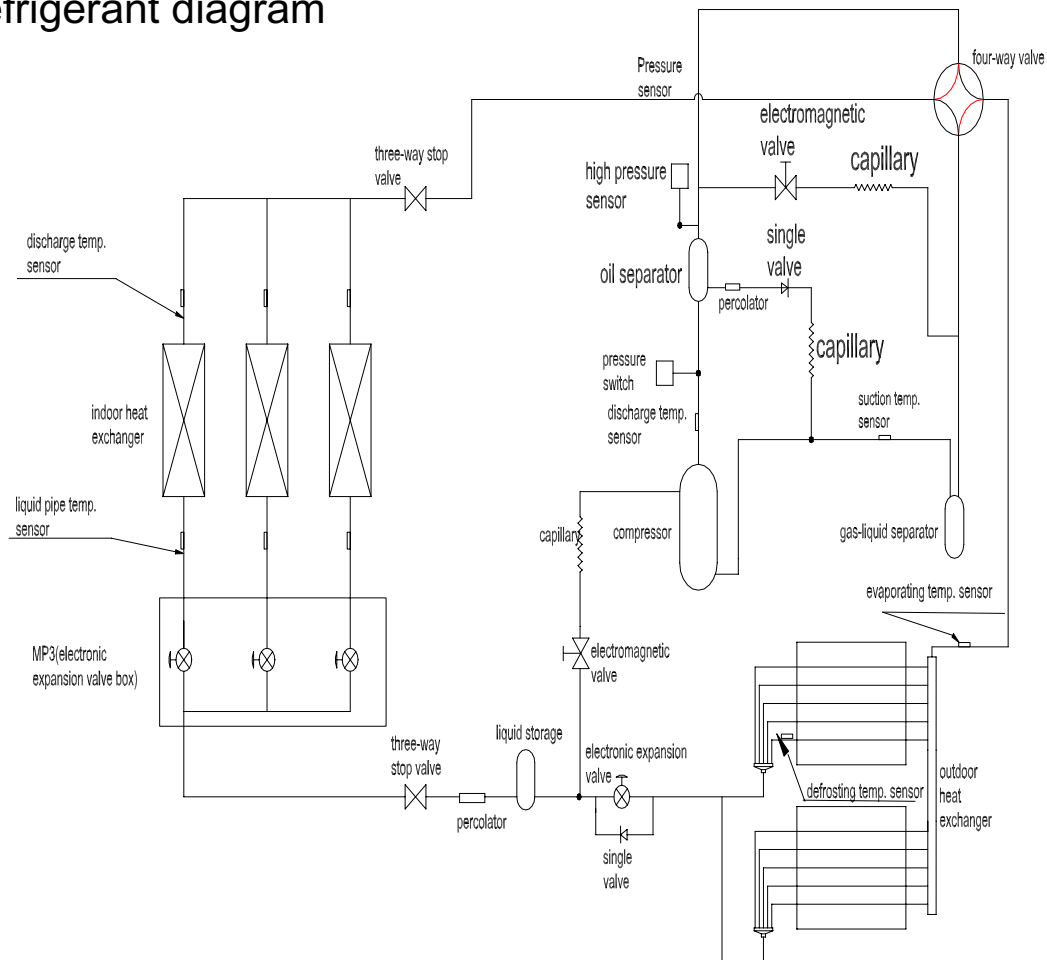 efrigerant diagram
four-way valve
Pressure
sensor
electromagnetic
valve
capillary
three-way stop
valve
high pressure
sensor
discharge temp.
sensor
single
valve
oil separator
percolator
capillary
pressure
switch
suction temp.
sensor
discharge temp.
sensor
indoor heat
exchanger
liquid pipe temp.
sensor
capillary
compressor
gas-liquid separator
evaporating temp. sensor
MP3(electronic
expansion valve box)
electromagnetic
valve
liquid storage
three-way
stop valve
electronic expansion
valve
defrosting temp. sensor
outdoor
heat
exchanger
percolator
single
valve